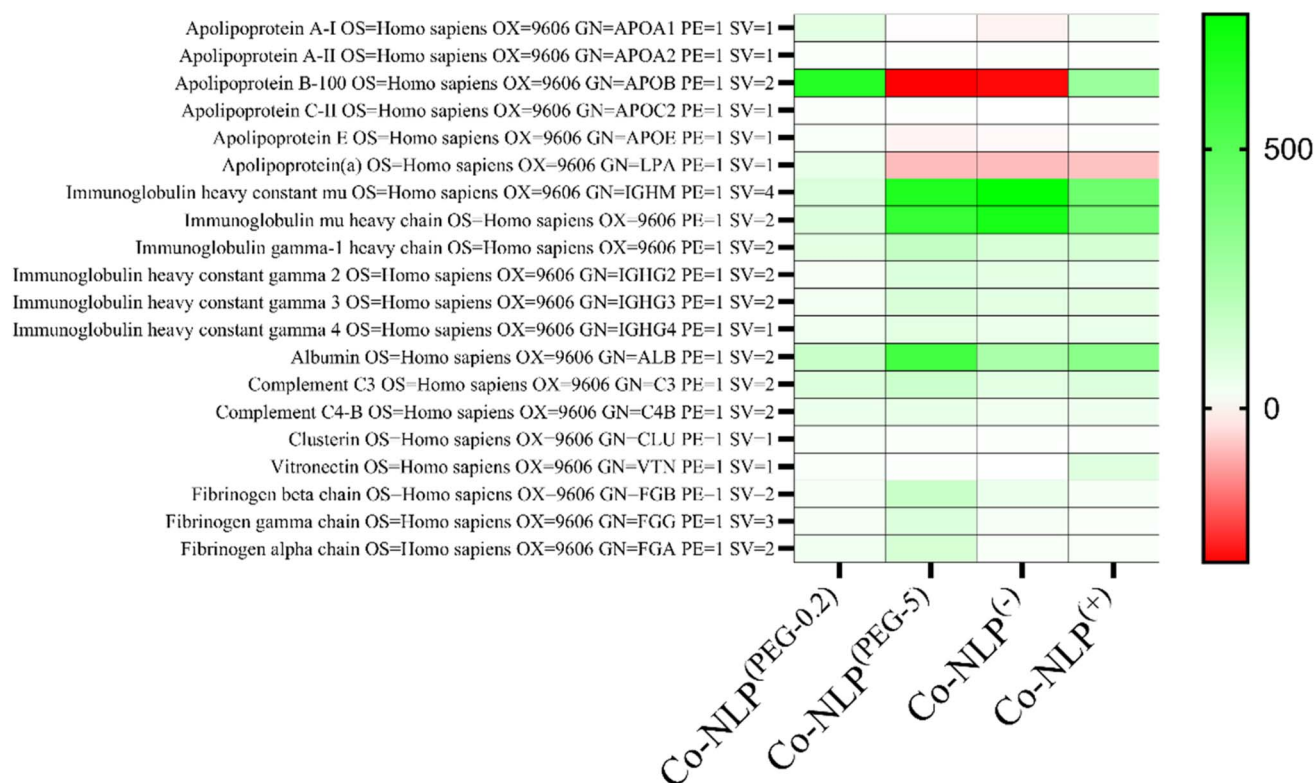 Apolipoprotein A-I OS=Homo sapiens OX=9606 GN=APOA1 PE=1 SV=1
Apolipoprotein A-II OS=Homo sapiens OX=9606 GN=APOA2 PE=1 SV=1
Apolipoprotein B-100 OS=Homo sapiens OX=9606 GN=APOB PE=1 SV=2
Apolipoprotein C-II OS=Homo sapiens OX=9606 GN=APOC2 PE=1 SV=1
Apolipoprotein E OS=Homo sapiens OX=9606 GN=APOE PE=1 SV=1
Apolipoprotein(a) OS=Homo sapiens OX=9606 GN=LPA PE=1 SV=1
Immunoglobulin heavy constant mu OS=Homo sapiens OX=9606 GN=IGHM PE=1 SV=4
Immunoglobulin mu heavy chain OS=Homo sapiens OX=9606 PE=1 SV=2
Immunoglobulin gamma-1 heavy chain OS=Homo sapiens OX=9606 PE=1 SV=2
Immunoglobulin heavy constant gamma 2 OS=Homo sapiens OX=9606 GN=IGHG2 PE=1 SV=2
Immunoglobulin heavy constant gamma 3 OS=Homo sapiens OX=9606 GN=IGHG3 PE=1 SV=2
Immunoglobulin heavy constant gamma 4 OS=Homo sapiens OX=9606 GN=IGHG4 PE=1 SV=1
Albumin OS=Homo sapiens OX=9606 GN=ALB PE=1 SV=2
Complement C3 OS=Homo sapiens OX=9606 GN=C3 PE=1 SV=2
Complement C4-B OS=Homo sapiens OX=9606 GN=C4B PE=1 SV=2
Clusterin OS=Homo sapiens OX=9606 GN=CLU PE=1 SV=1
Vitronectin OS=Homo sapiens OX=9606 GN=VTN PE=1 SV=1
Fibrinogen beta chain OS=Homo sapiens OX=9606 GN=FGB PE=1 SV=2
Fibrinogen gamma chain OS=Homo sapiens OX=9606 GN=FGG PE=1 SV=3
Fibrinogen alpha chain OS=Homo sapiens OX=9606 GN=FGA PE=1 SV=2
Co-NLP(PEG-0.2)
Co-NLP(PEG-5)
Co-NLP(-)
Co-NLP(+)
500
0